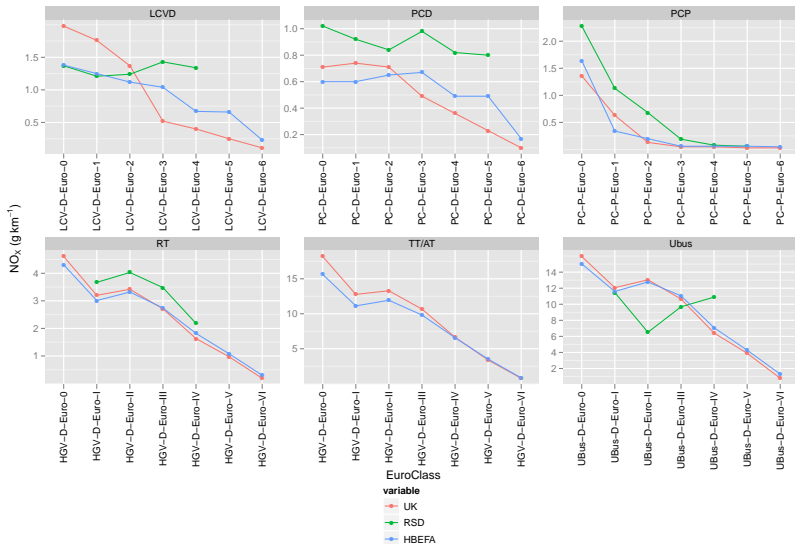 LCVD
PCD
PCP
1.5
1.0
0.5
1.0
0.8
0.6
0.4
0.2
2.0
1.5
1.0
0.5
LCV−D−Euro−0
LCV−D−Euro−1
LCV−D−Euro−2
LCV−D−Euro−3
LCV−D−Euro−4
LCV−D−Euro−5
LCV−D−Euro−6
PC−D−Euro−0
PC−D−Euro−1
PC−D−Euro−2
PC−D−Euro−3
PC−D−Euro−4
PC−D−Euro−5
PC−D−Euro−6
PC−P−Euro−0
PC−P−Euro−1
PC−P−Euro−2
PC−P−Euro−3
PC−P−Euro−4
PC−P−Euro−5
PC−P−Euro−6
NOX (g km−1)
RT
TT/AT
Ubus
4
3
2
1
15
10
5
14
12
10
8
6
4
2
HGV−D−Euro−0
HGV−D−Euro−I
HGV−D−Euro−II
HGV−D−Euro−III
HGV−D−Euro−IV
HGV−D−Euro−V
HGV−D−Euro−VI
HGV−D−Euro−0
HGV−D−Euro−I
HGV−D−Euro−II
HGV−D−Euro−III
HGV−D−Euro−IV
HGV−D−Euro−V
HGV−D−Euro−VI
UBus−D−Euro−0
UBus−D−Euro−I
UBus−D−Euro−II
UBus−D−Euro−III
UBus−D−Euro−IV
UBus−D−Euro−V
UBus−D−Euro−VI
EuroClass
variable
UK
RSD
HBEFA